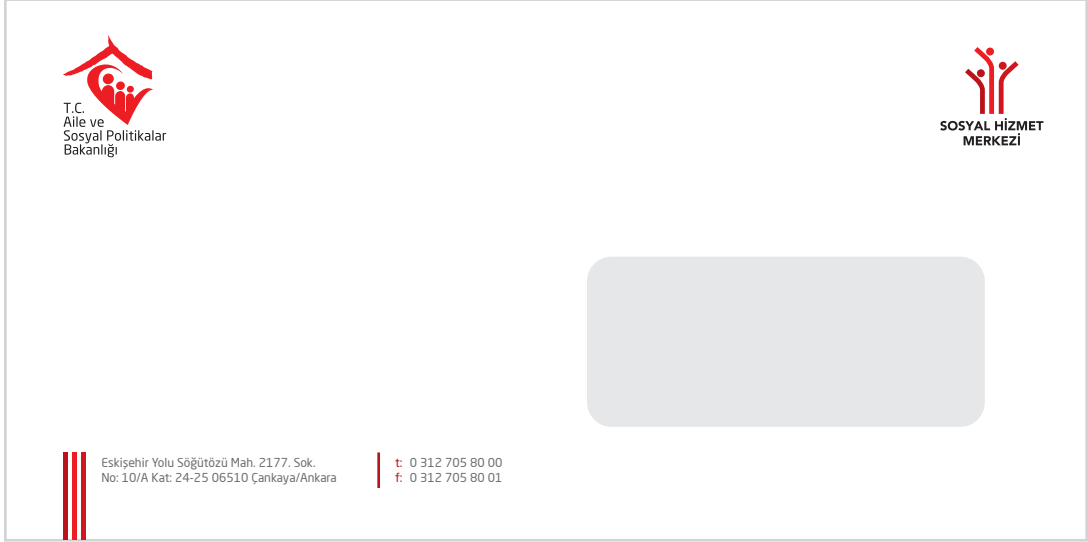 T.C.
Aile ve
Sosyal Politikalar
Bakanlığı
SOSYAL HİZMET
MERKEZİ
Eskişehir Yolu Söğütözü Mah. 2177. Sok.
No: 10/A Kat: 24-25 06510 Çankaya/Ankara
t: 0 312 705 80 00
f: 0 312 705 80 01